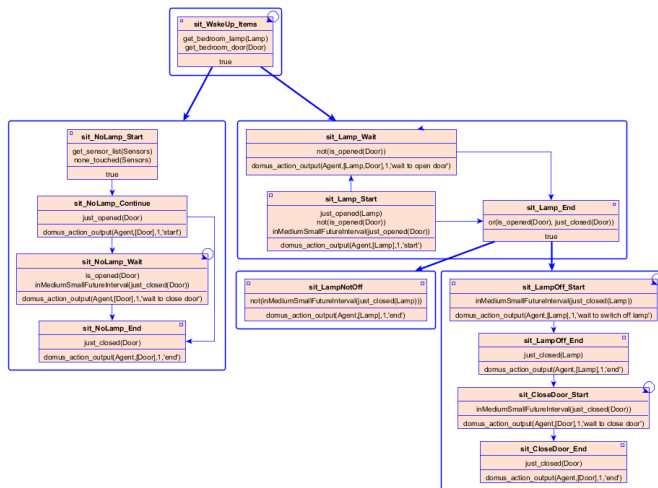 sit_WakeUp_Items
get_bedroom_lamp(Lamp)
get_bedroom_door(Door)
true
sit_NoLamp_Start
get_sensor_list(Sensors)
none_touched(Sensors)
true
sit_NoLamp_Continue
just_opened(Door)
domus_action_output(Agent,[Door],1,'start')
sit_NoLamp_Wait
is_opened(Door)
inMediumSmallFutureInterval(just_closed(Door))
domus_action_output(Agent,[Door],1,'wait to close door')
sit_NoLamp_End
just_closed(Door)
domus_action_output(Agent,[Door],1,'end')
sit_Lamp_Wait
not(is_opened(Door))
domus_action_output(Agent,[Lamp,Door],1,'wait to open door')
sit_Lamp_Start
just_opened(Lamp)
not(is_opened(Door))
inMediumSmallFutureInterval(just_opened(Door))
domus_action_output(Agent,[Lamp],1,'start')
sit_Lamp_End
or(is_opened(Door), just_closed(Door))
true
sit_LampNotOff
not(inMediumSmallFutureInterval(just_closed(Lamp)))
domus_action_output(Agent,[Lamp],1,'end')
sit_LampOff_Start
inMediumSmallFutureInterval(just_closed(Lamp))
domus_action_output(Agent,[Lamp],1,'wait to switch off lamp')
sit_LampOff_End
just_closed(Lamp)
domus_action_output(Agent,[Lamp],1,'end')
sit_CloseDoor_Start
inMediumSmallFutureInterval(just_closed(Door))
domus_action_output(Agent,[Door],1,'wait to close door')
sit_CloseDoor_End
just_closed(Door)
domus_action_output(Agent,[Door],1,'end')